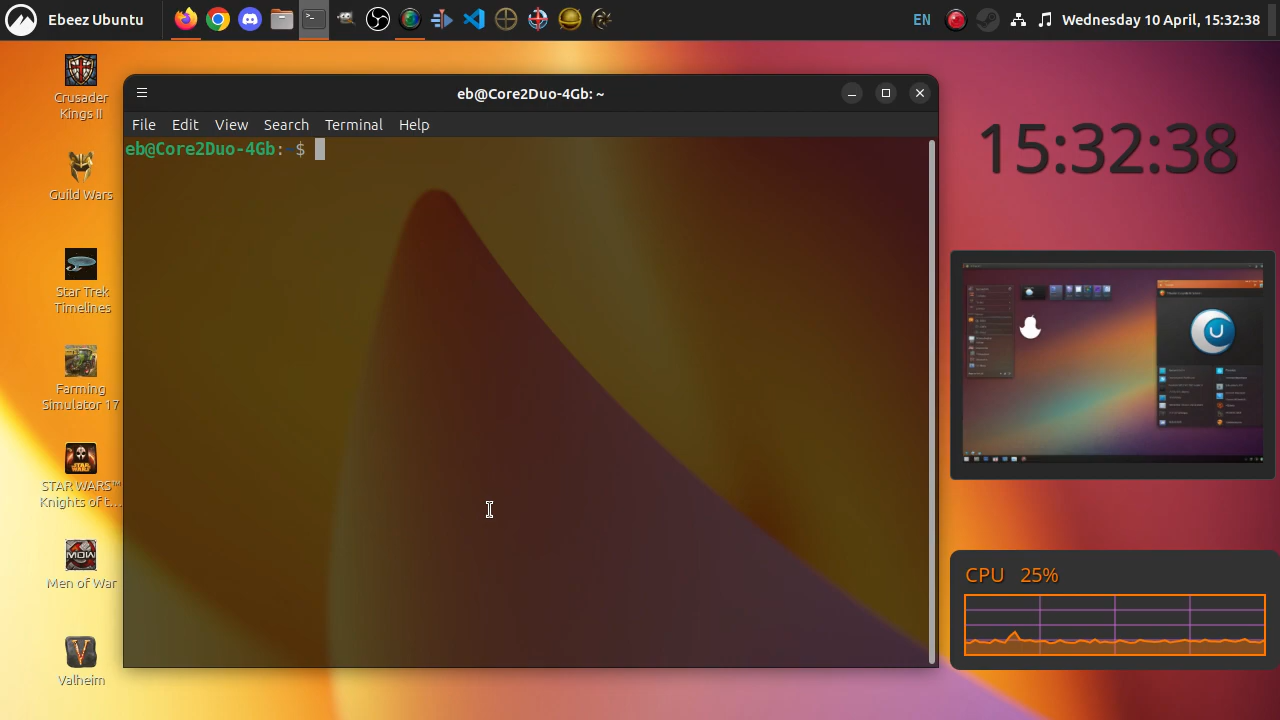 Ebeez Ubuntu
EN
Wednesday 10 April, 15:32:38
Crusader
Kings II
Guild Wars
Star Trek
Timelines
Farming
Simulator 17
STAR WARS™
Knights of t...
Men of War
Valheim
eb@Core2Duo-4Gb: ~
File Edit View Search Terminal Help
eb@Core2Duo-4Gb:~$
15:32:38
CPU 25%